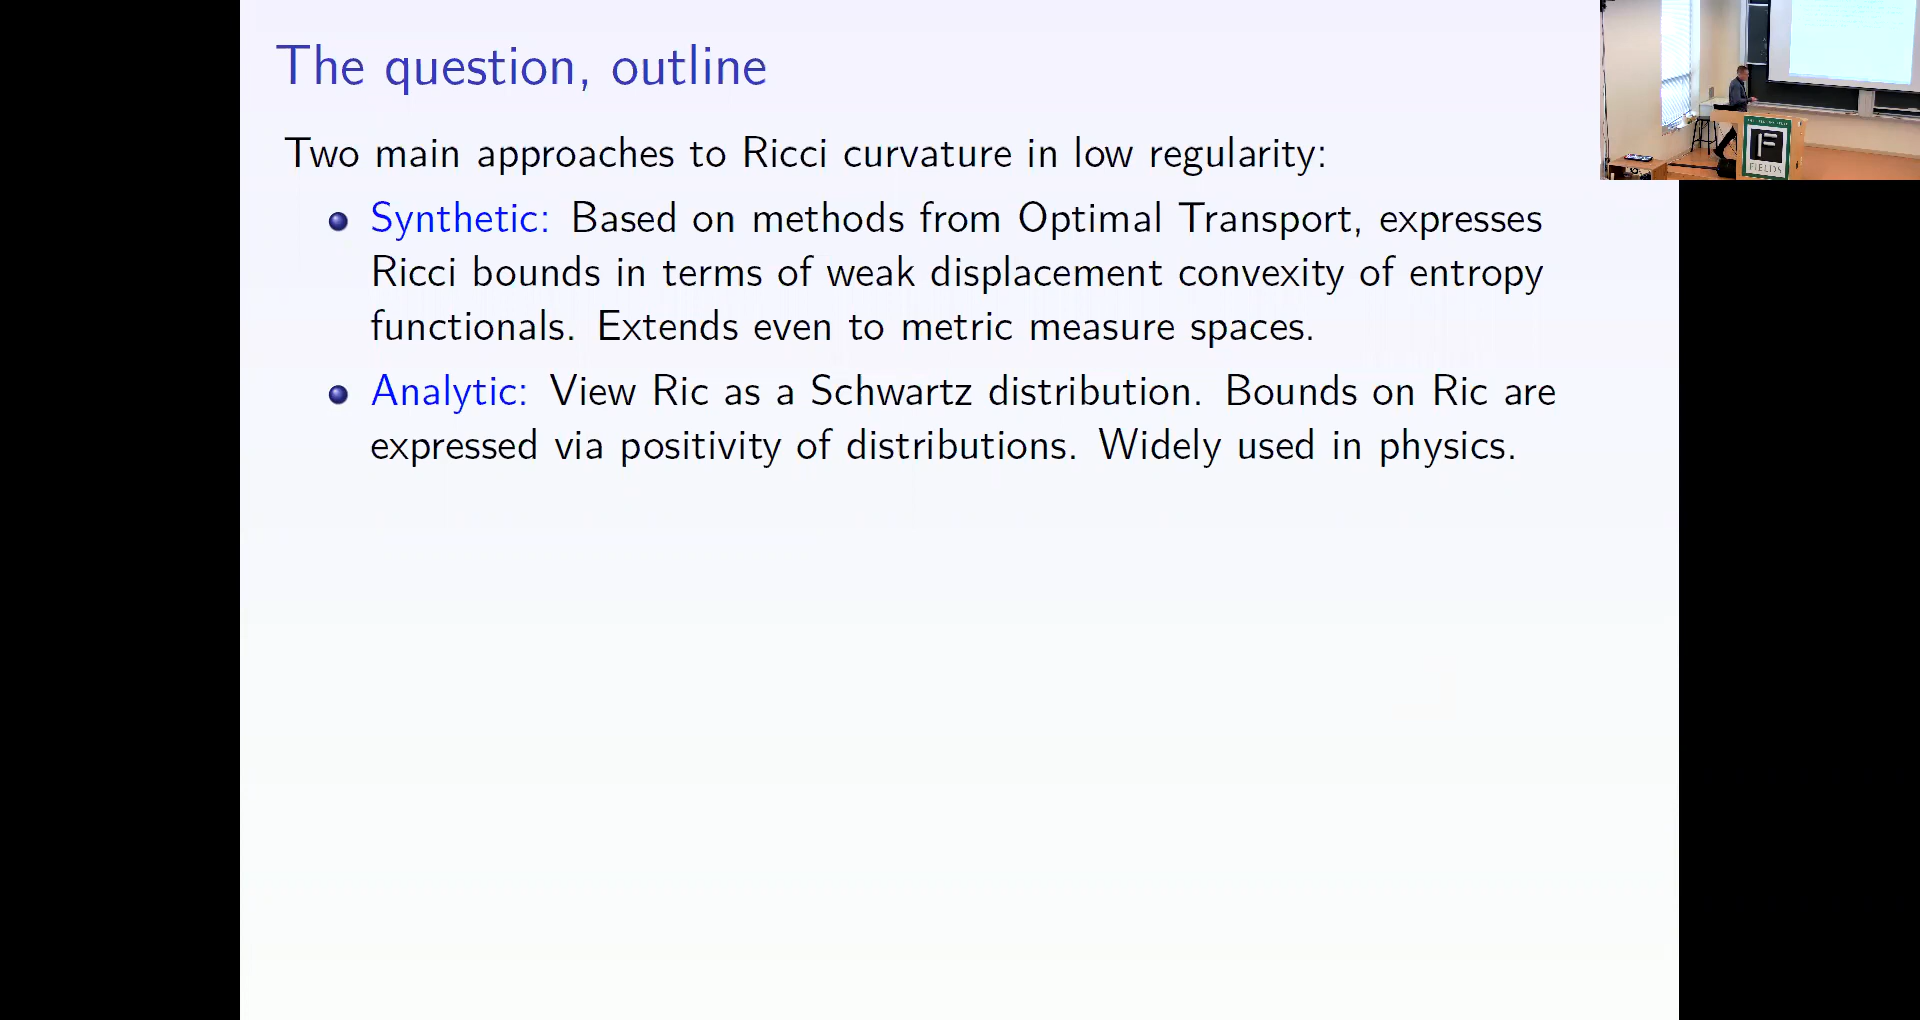 The question, outline
Two main approaches to Ricci curvature in low regularity:
Synthetic: Based on methods from Optimal Transport, expresses
Ricci bounds in terms of weak displacement convexity of entropy
functionals. Extends even to metric measure spaces.
Analytic: View Ric as a Schwartz distribution. Bounds on Ric are
expressed via positivity of distributions. Widely used in physics.
FIELDS